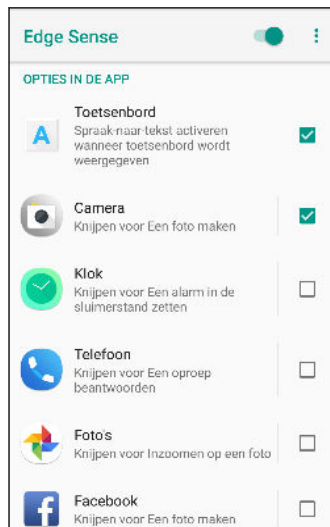 Edge Sense
OPTIES IN DE APP
Toetsenbord
Spraak-naar-tekst activeren
wanneer toetsenbord wordt
weergegeven
A
Camera
Knijpen voor Een foto maken
Klok
Knijpen voor Een alarm in de
sluimerstand zetten
Telefoon
Knijpen voor Een oproep
beantwoorden
Foto's
Knijpen voor Inzoomen op een foto
Facebook
Knijpen voor Een foto maken
f